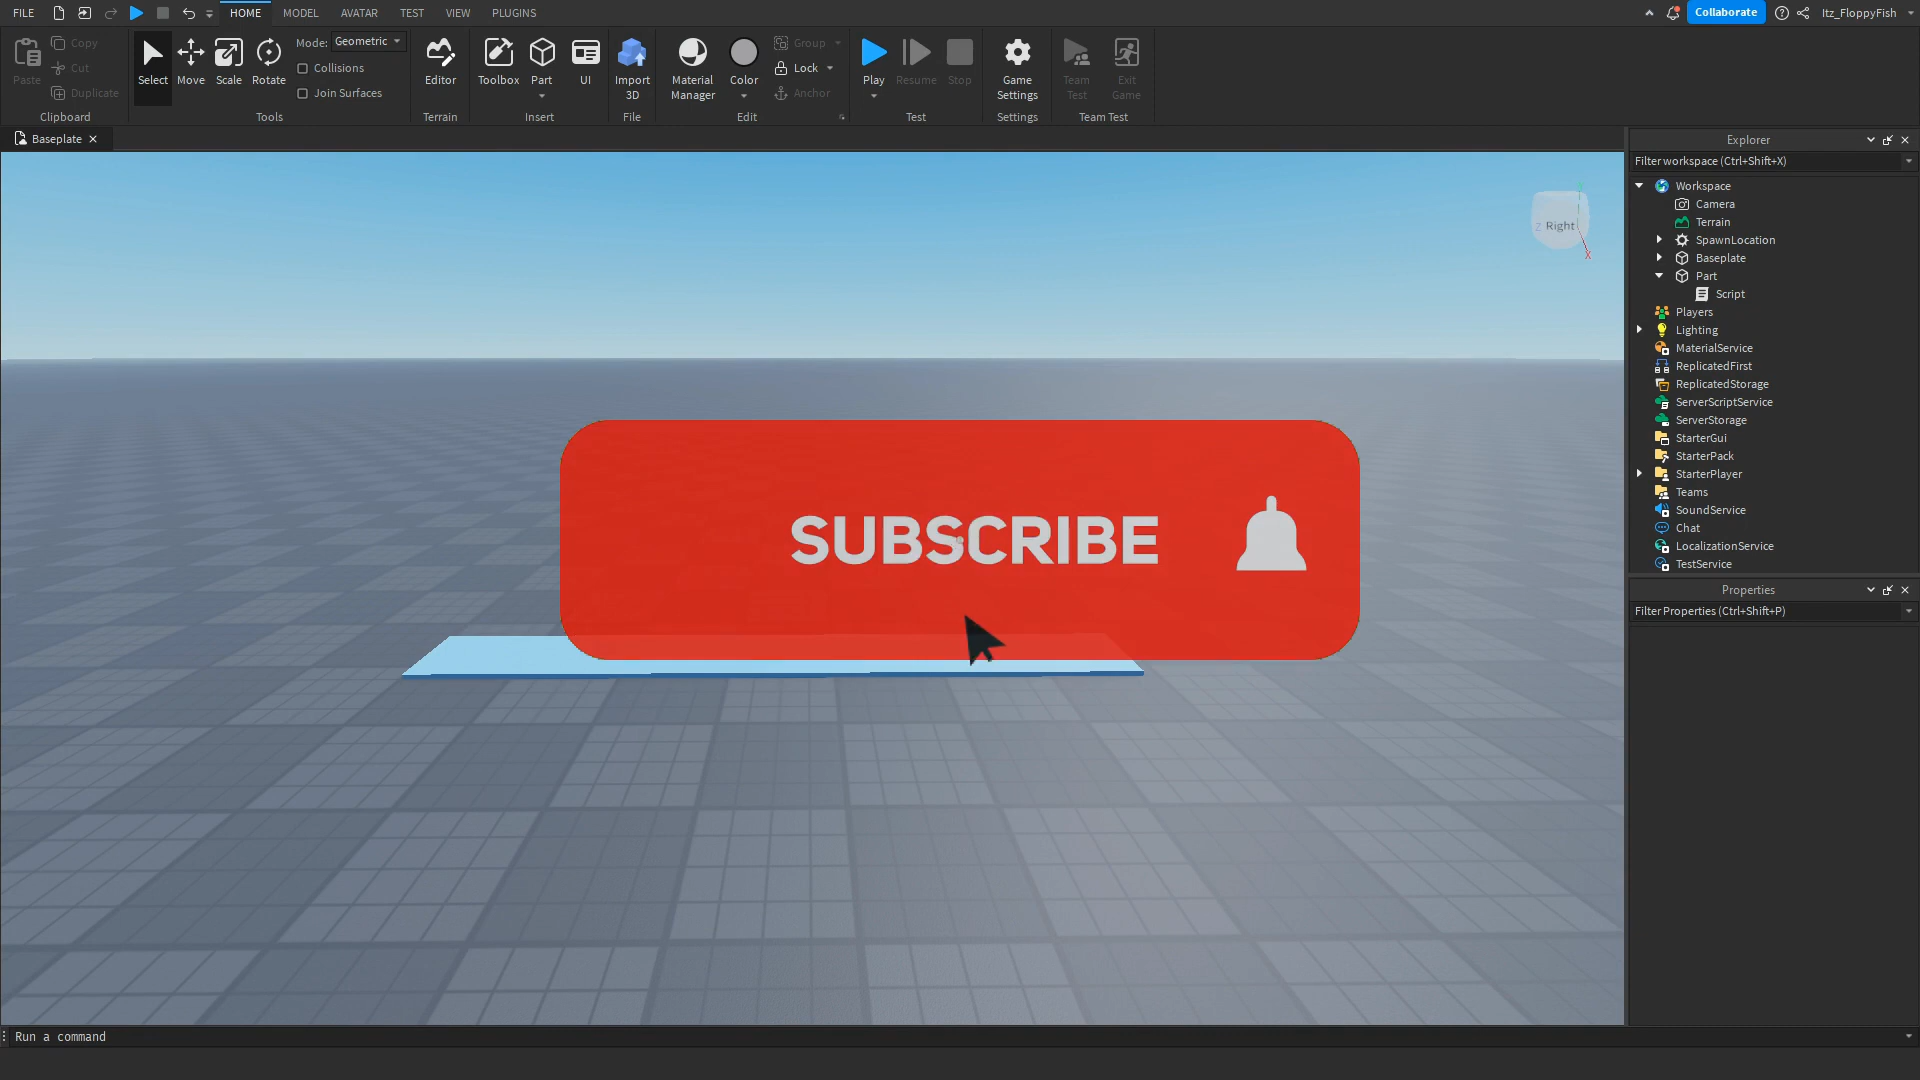 FILE HOME MODEL AVATAR TEST VIEW PLUGINS Collaborate Itz_FloppyFish
Paste Copy Cut Duplicate Clipboard
Select Move Scale Rotate Mode: Geometric Collisions Join Surfaces Tools
Editor Terrain
Toolbox Part UI Insert
Import 3D File
Material Manager Color Group Lock Anchor Edit
Play Resume Stop Test
Game Settings Settings
Team Test Exit Game Team Test
Baseplate
Right
Z
X
SUBSCRIBE
Explorer
Filter workspace (Ctrl+Shift+X)
Workspace
Camera
Terrain
SpawnLocation
Baseplate
Part
Script
Players
Lighting
MaterialService
ReplicatedFirst
ReplicatedStorage
ServerScriptService
ServerStorage
StarterGui
StarterPack
StarterPlayer
Teams
SoundService
Chat
LocalizationService
TestService
Properties
Filter Properties (Ctrl+Shift+P)
Run a command